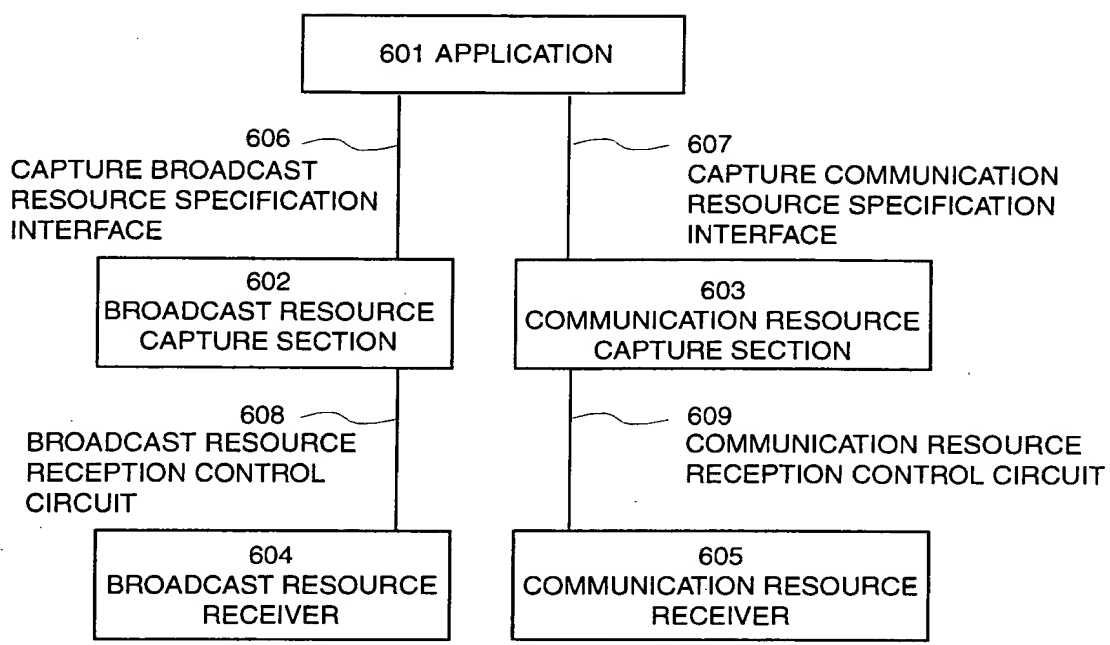 601 APPLICATION
606
CAPTURE BROADCAST
RESOURCE SPECIFICATION
INTERFACE
607
CAPTURE COMMUNICATION
RESOURCE SPECIFICATION
INTERFACE
602
BROADCAST RESOURCE
CAPTURE SECTION
603
COMMUNICATION RESOURCE
CAPTURE SECTION
608
BROADCAST RESOURCE
RECEPTION CONTROL
CIRCUIT
609
COMMUNICATION RESOURCE
RECEPTION CONTROL CIRCUIT
604
BROADCAST RESOURCE
RECEIVER
605
COMMUNICATION RESOURCE
RECEIVER